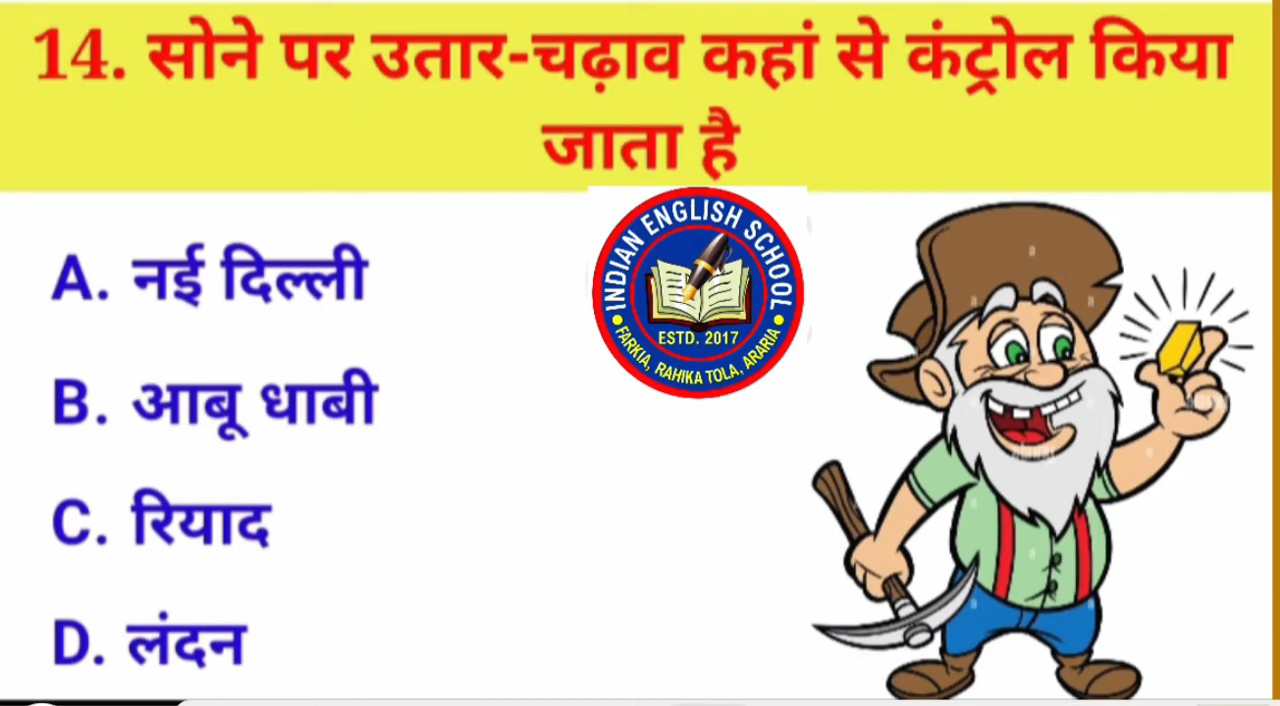 14. सोने पर उतार-चढ़ाव कहां से कंट्रोल किया
जाता है
INDIAN ENGLISH SCHOOL
ESTD. 2017
FARKIA, RAHIKA TOLA, ARARIA
A. नई दिल्ली
B. आबू धाबी
C. रियाद
D. लंदन